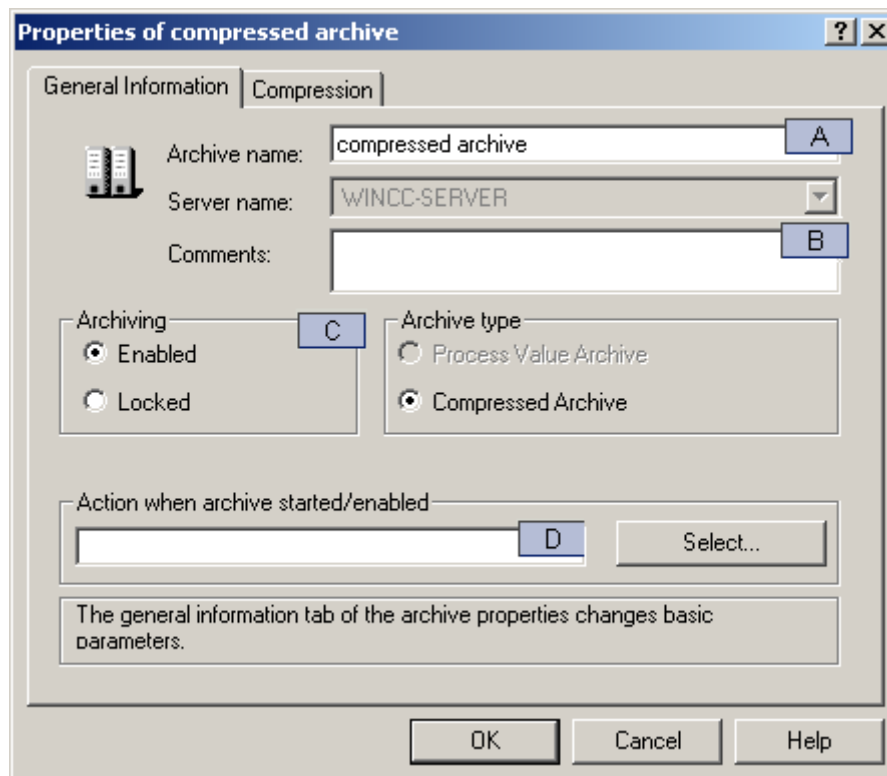 Properties of compressed archive
General Information
Compression
Archive name:
compressed archive
A
Server name:
WINCC-SERVER
Comments:
B
Archiving
C
Enabled
Locked
Archive type
Process Value Archive
Compressed Archive
Action when archive started/enabled
D
Select...
The general information tab of the archive properties changes basic
parameters.
OK
Cancel
Help